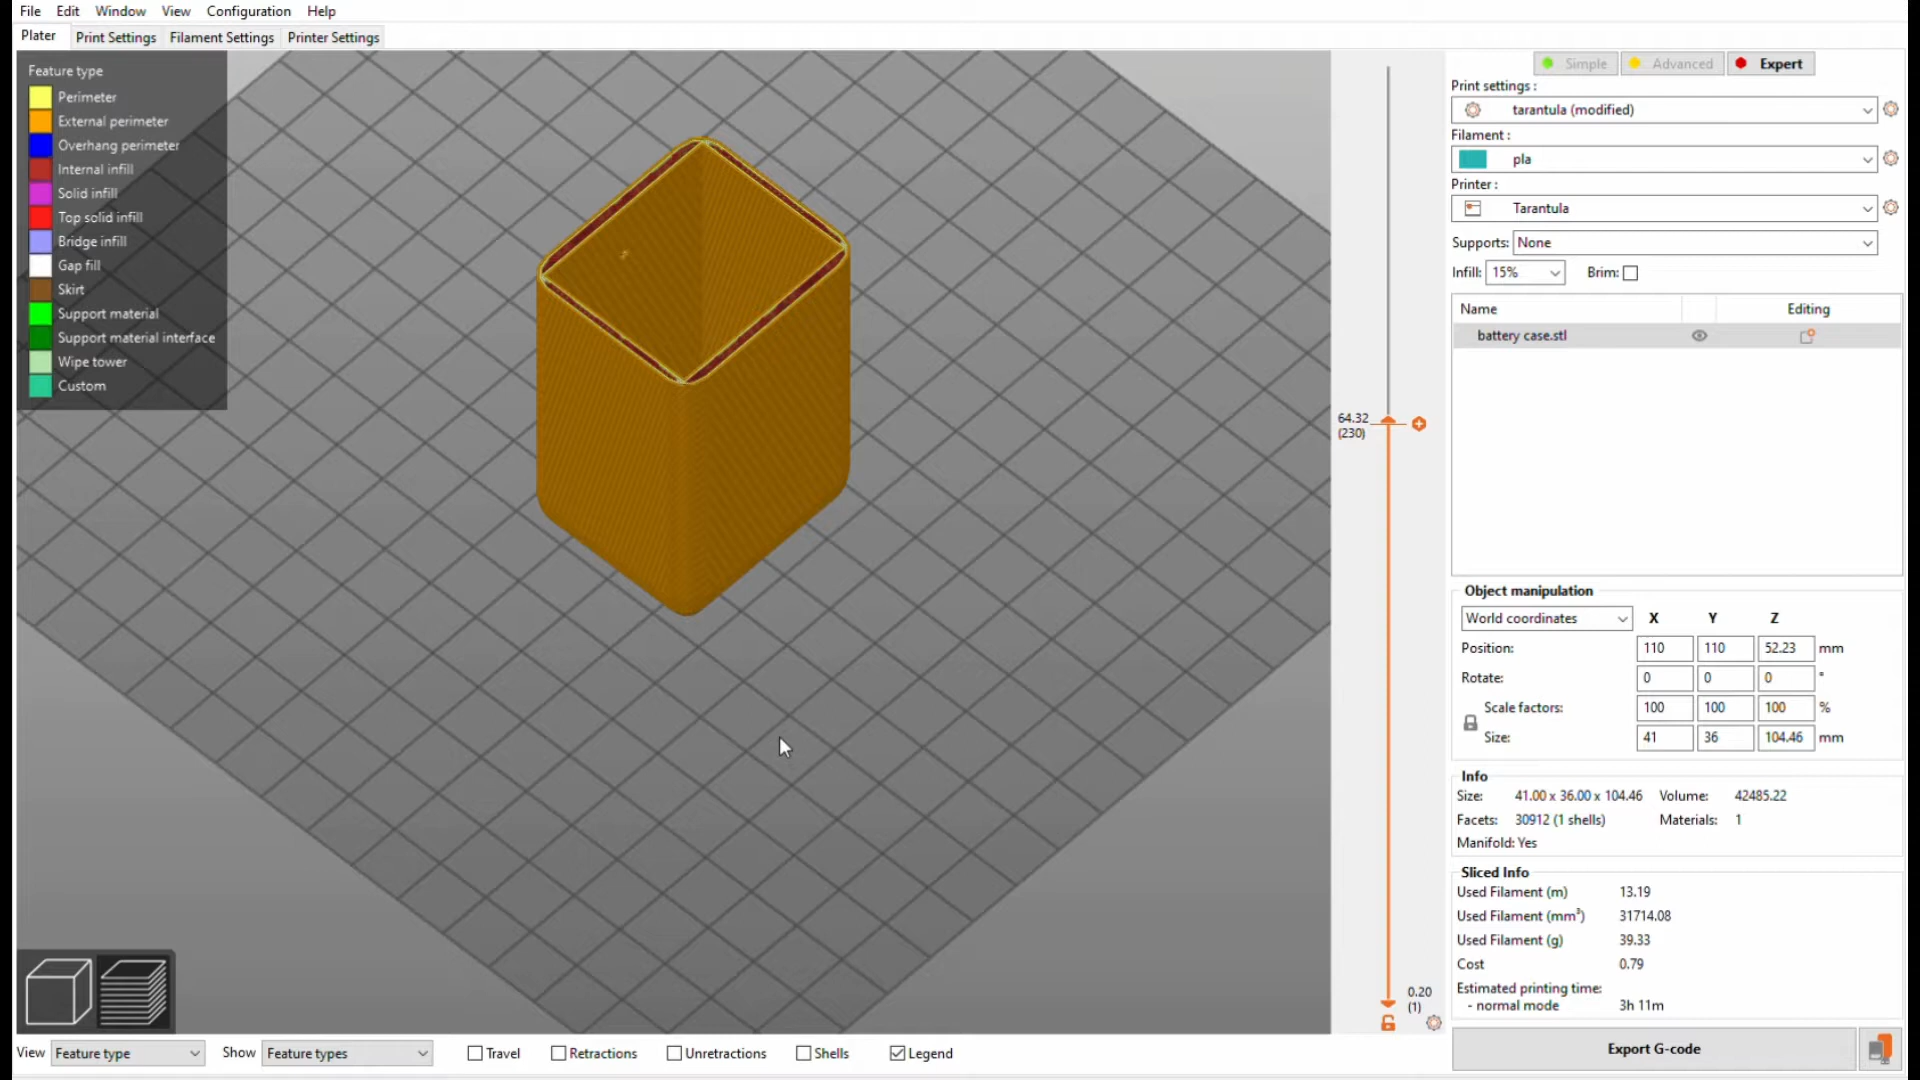 File Edit Window View Configuration Help
Plater Print Settings Filament Settings Printer Settings
Feature type
Perimeter
External perimeter
Overhang perimeter
Internal infill
Solid infill
Top solid infill
Bridge infill
Gap fill
Skirt
Support material
Support material interface
Wipe tower
Custom
64.32
(230)
0.20
(1)
Simple Advanced Expert
Print settings :
tarantula (modified)
Filament :
pla
Printer :
Tarantula
Supports: None
Infill: 15% Brim:
Name Editing
battery case.stl
Object manipulation
World coordinates X Y Z
Position: 110 110 52.23 mm
Rotate: 0 0 0 °
Scale factors: 100 100 100 %
Size: 41 36 104.46 mm
Info
Size: 41.00 x 36.00 x 104.46 Volume: 42485.22
Facets: 30912 (1 shells) Materials: 1
Manifold: Yes
Sliced Info
Used Filament (m) 13.19
Used Filament (mm³) 31714.08
Used Filament (g) 39.33
Cost 0.79
Estimated printing time:
- normal mode 3h 11m
Export G-code
View Feature type Show Feature types Travel Retractions Unretractions Shells Legend